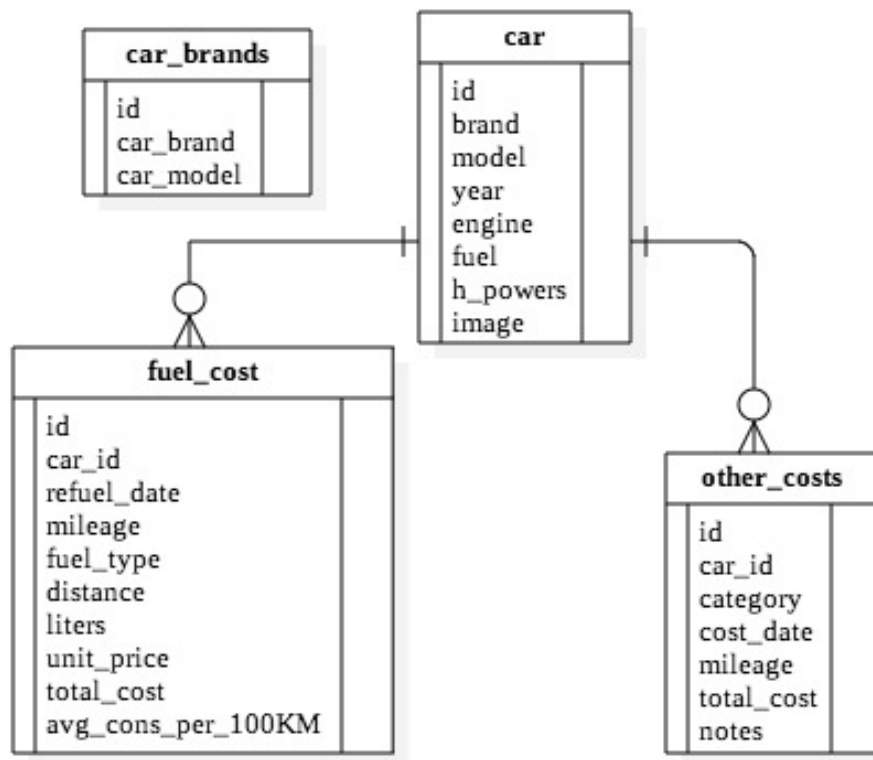 car_brands
id
car_brand
car_model
car
id
brand
model
year
engine
fuel
h_powers
image
fuel_cost
id
car_id
refuel_date
mileage
fuel_type
distance
liters
unit_price
total_cost
avg_cons_per_100KM
other_costs
id
car_id
category
cost_date
mileage
total_cost
notes